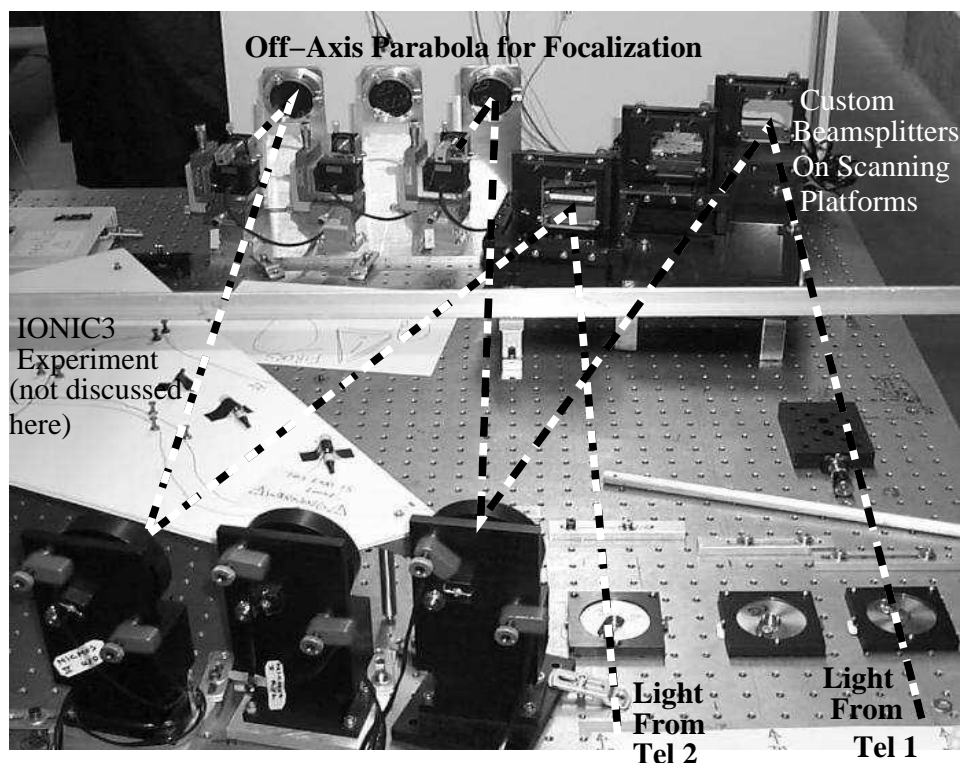 Off−Axis Parabola for Focalization
Custom
Beamsplitters
On Scanning
Platforms
IONIC3
Experiment
(not discussed
here)
Light
From
Tel 2
Light
From
Tel 1